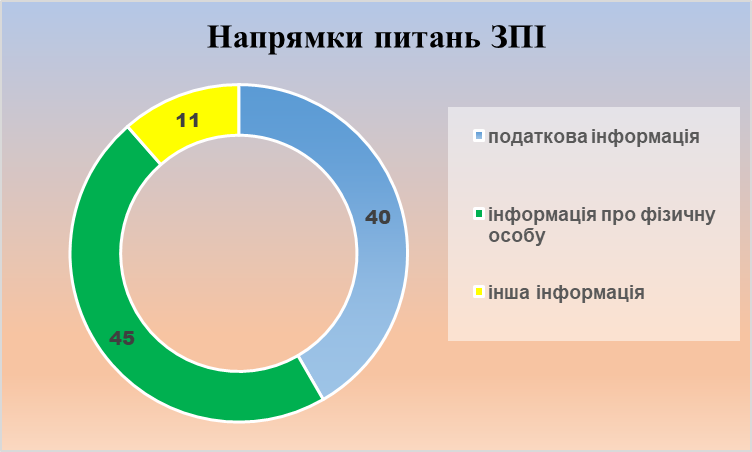 Напрямки питань ЗПІ
11
40
45
податкова інформація
інформація про фізичну
особу
інша інформація